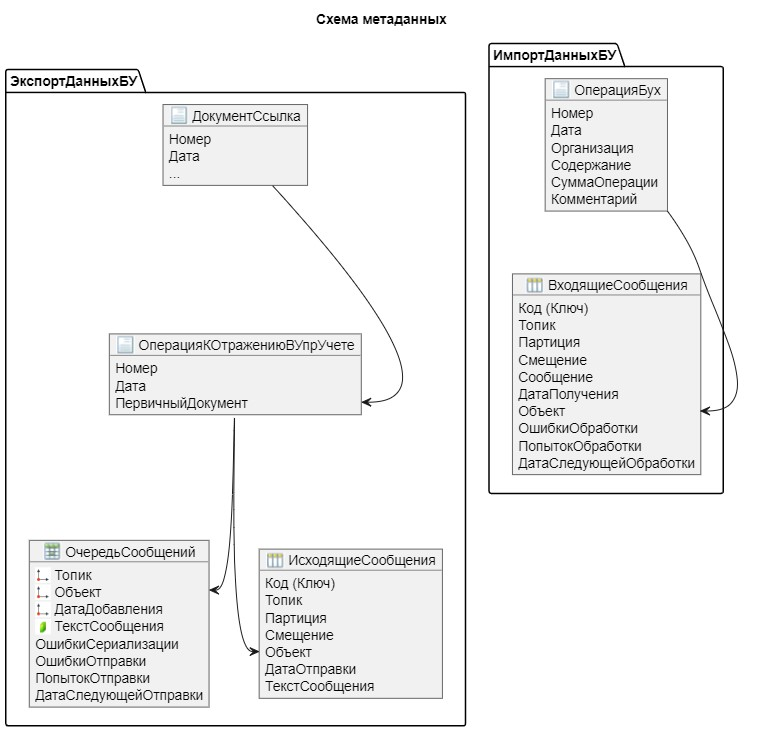 Схема метаданных
ЭкспортДанныхБУ
ДокументСсылка
Номер
Дата
...
ОперацияКОтражениюВУпрУчете
Номер
Дата
ПервичныйДокумент
ОчередьСообщений
Топик
Объект
ДатаДобавления
ТекстСообщения
ОшибкиСериализации
ОшибкиОтправки
ПопытокОтправки
ДатаСледующейОтправки
ИсходящиеСообщения
Код (Ключ)
Топик
Партиция
Смещение
Объект
ДатаОтправки
ТекстСообщения
ИмпортДанныхБУ
ОперацияБух
Номер
Дата
Организация
Содержание
СуммаОперации
Комментарий
ВходящиеСообщения
Код (Ключ)
Топик
Партиция
Смещение
Сообщение
ДатаПолучения
Объект
ОшибкиОбработки
ПопытокОбработки
ДатаСледующейОбработки